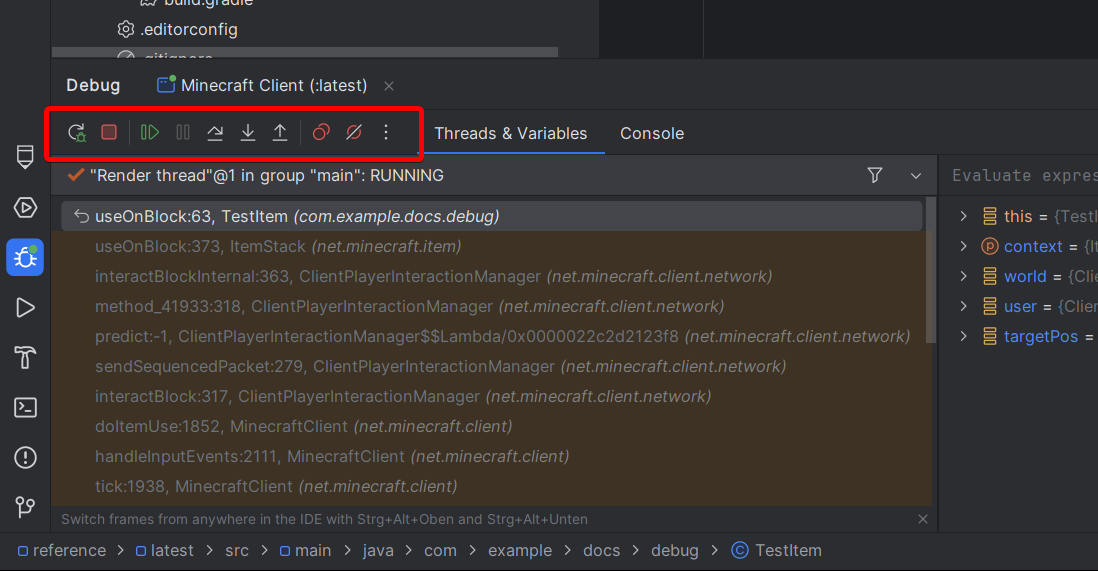 build.gradle
.editorconfig
.gitignore
Debug Minecraft Client (:latest)
Threads & Variables Console
"Render thread"@1 in group "main": RUNNING
Evaluate expres
useOnBlock:63, TestItem (com.example.docs.debug)
useOnBlock:373, ItemStack (net.minecraft.item)
interactBlockInternal:363, ClientPlayerInteractionManager (net.minecraft.client.network)
method_41933:318, ClientPlayerInteractionManager (net.minecraft.client.network)
predict:-1, ClientPlayerInteractionManager$$Lambda/0x0000022c2d2123f8 (net.minecraft.client.network)
sendSequencedPacket:279, ClientPlayerInteractionManager (net.minecraft.client.network)
interactBlock:317, ClientPlayerInteractionManager (net.minecraft.client.network)
doItemUse:1852, MinecraftClient (net.minecraft.client)
handleInputEvents:2111, MinecraftClient (net.minecraft.client)
tick:1938, MinecraftClient (net.minecraft.client)
this = {TestI
p context = {It
world = {Clie
user = {Clien
targetPos =
Switch frames from anywhere in the IDE with Strg+Alt+Oben and Strg+Alt+Unten
reference > latest > src > main > java > com > example > docs > debug > C TestItem